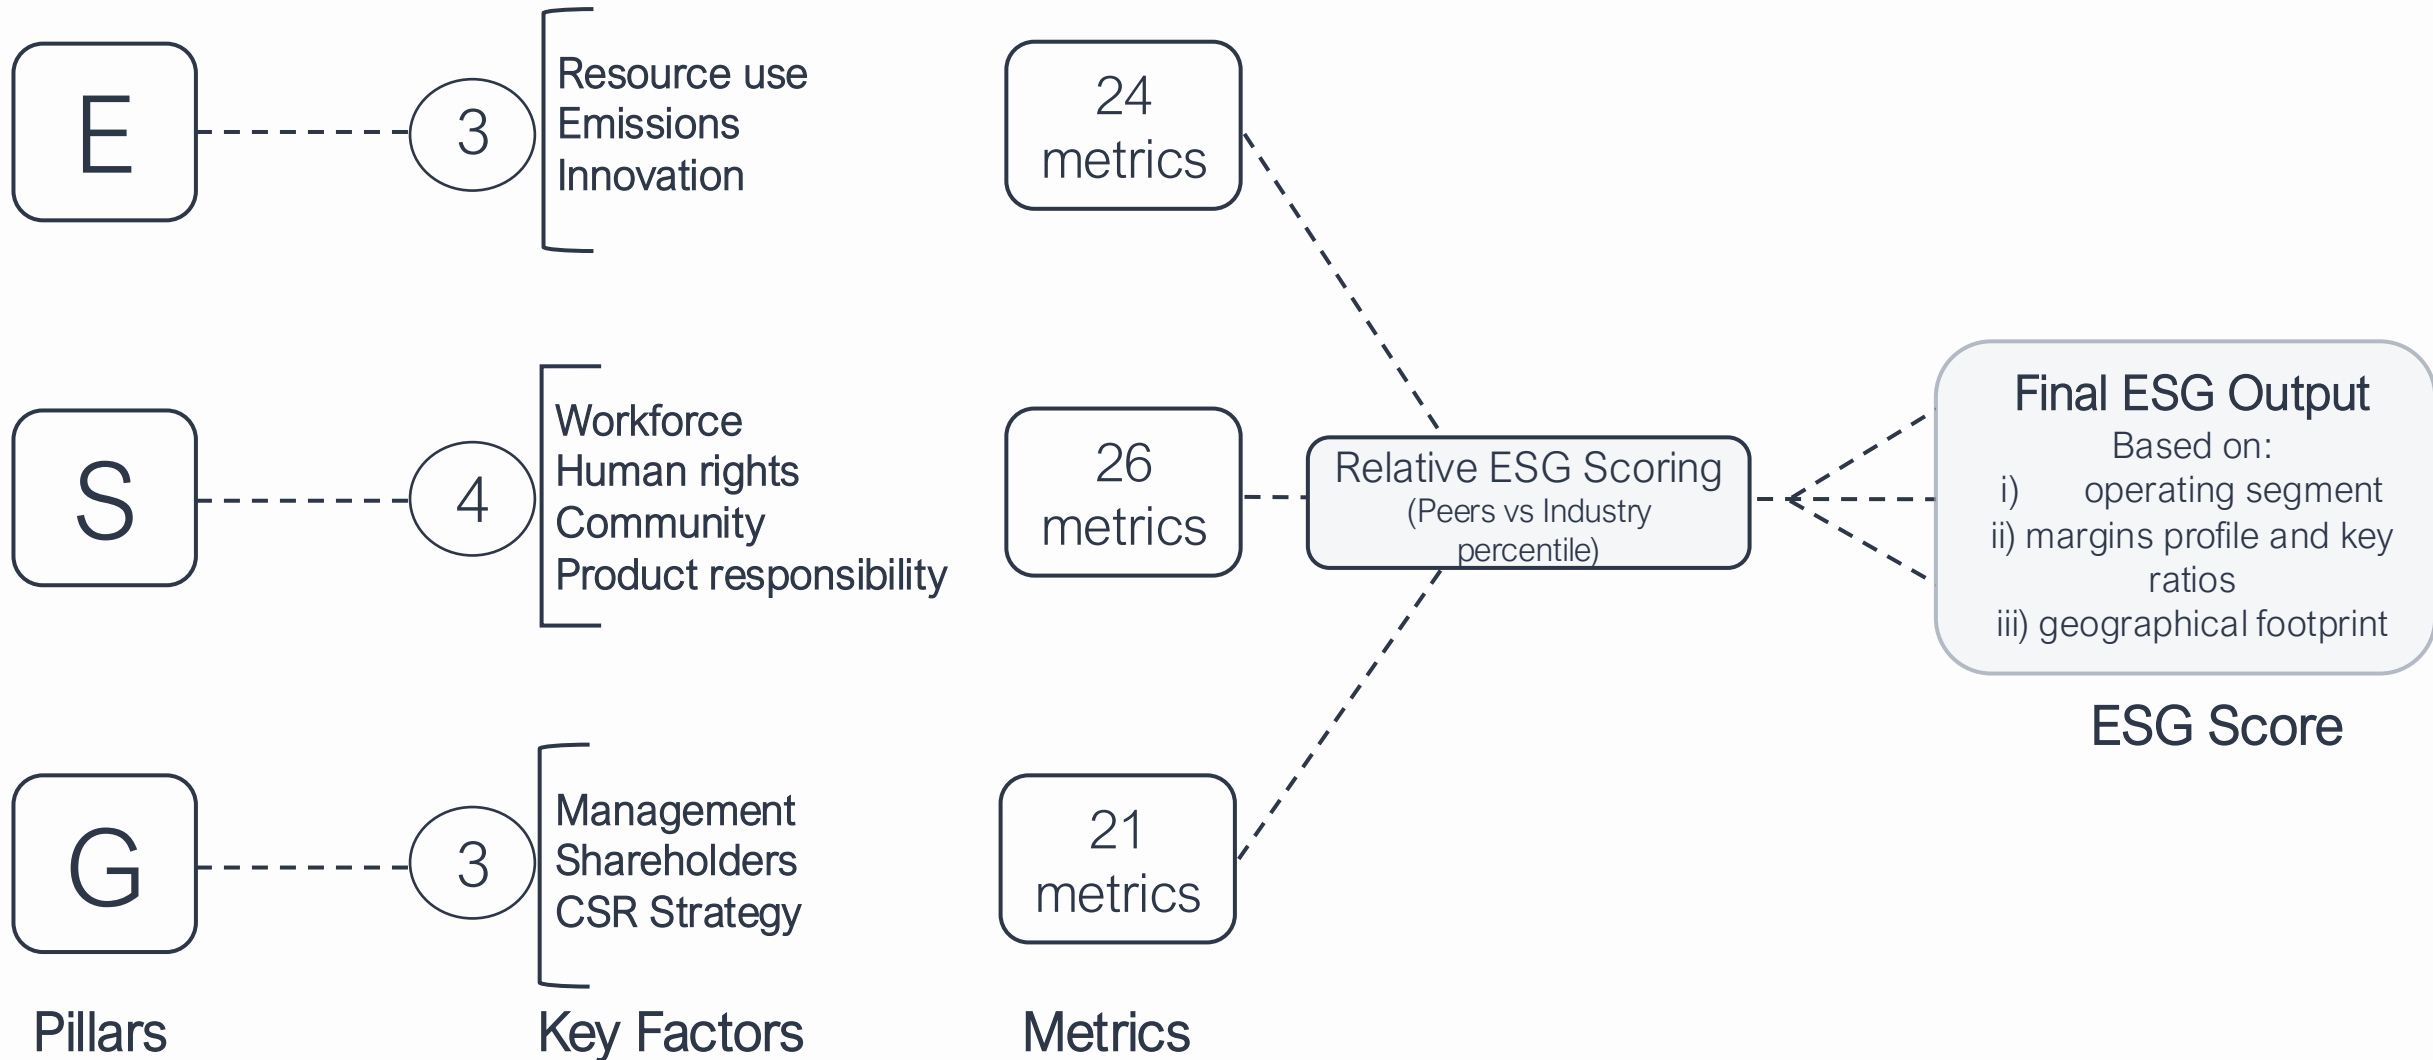 E
3
Resource use
Emissions
Innovation
24
metrics
S
4
Workforce
Human rights
Community
Product responsibility
26
metrics
Relative ESG Scoring
(Peers vs Industry
percentile)
Final ESG Output
Based on:
i) operating segment
ii) margins profile and key
ratios
iii) geographical footprint
ESG Score
G
3
Management
Shareholders
CSR Strategy
21
metrics
Pillars
Key Factors
Metrics